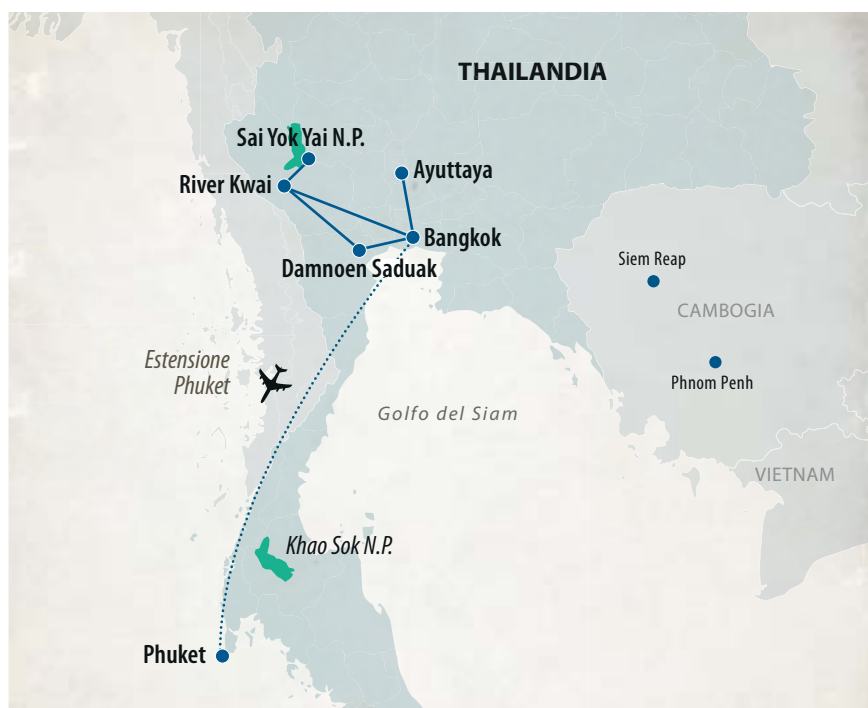 THAILANDIA
Sai Yok Yai N.P.
Ayuttaya
River Kwai
Bangkok
Damnoen Saduak
Siem Reap
CAMBOGIA
Estensione
Phuket
Phnom Penh
Golfo del Siam
VIETNAM
Khao Sok N.P.
Phuket